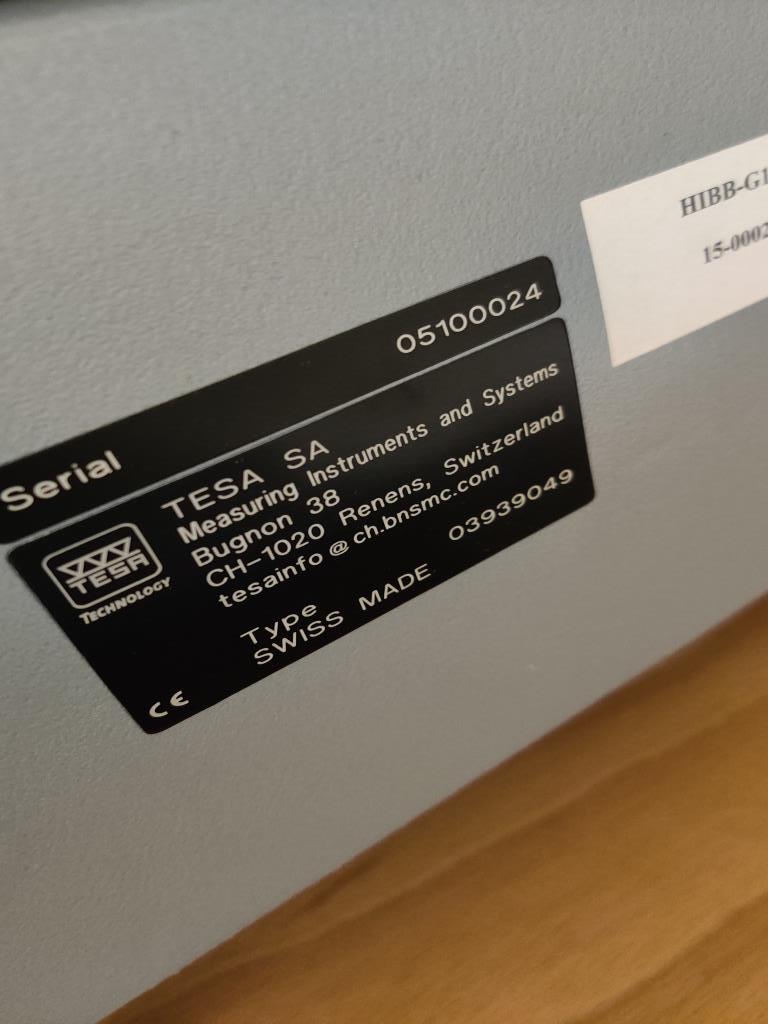 HIBB-G1
15-0002
Serial 05100024
TESA
TECHNOLOGY
TESA SA
Measuring Instruments and Systems
Bugnon 38
CH-1020 Renens, Switzerland
tesainfo@ch.bnsmc.com
Type 03939049
SWISS MADE
CE